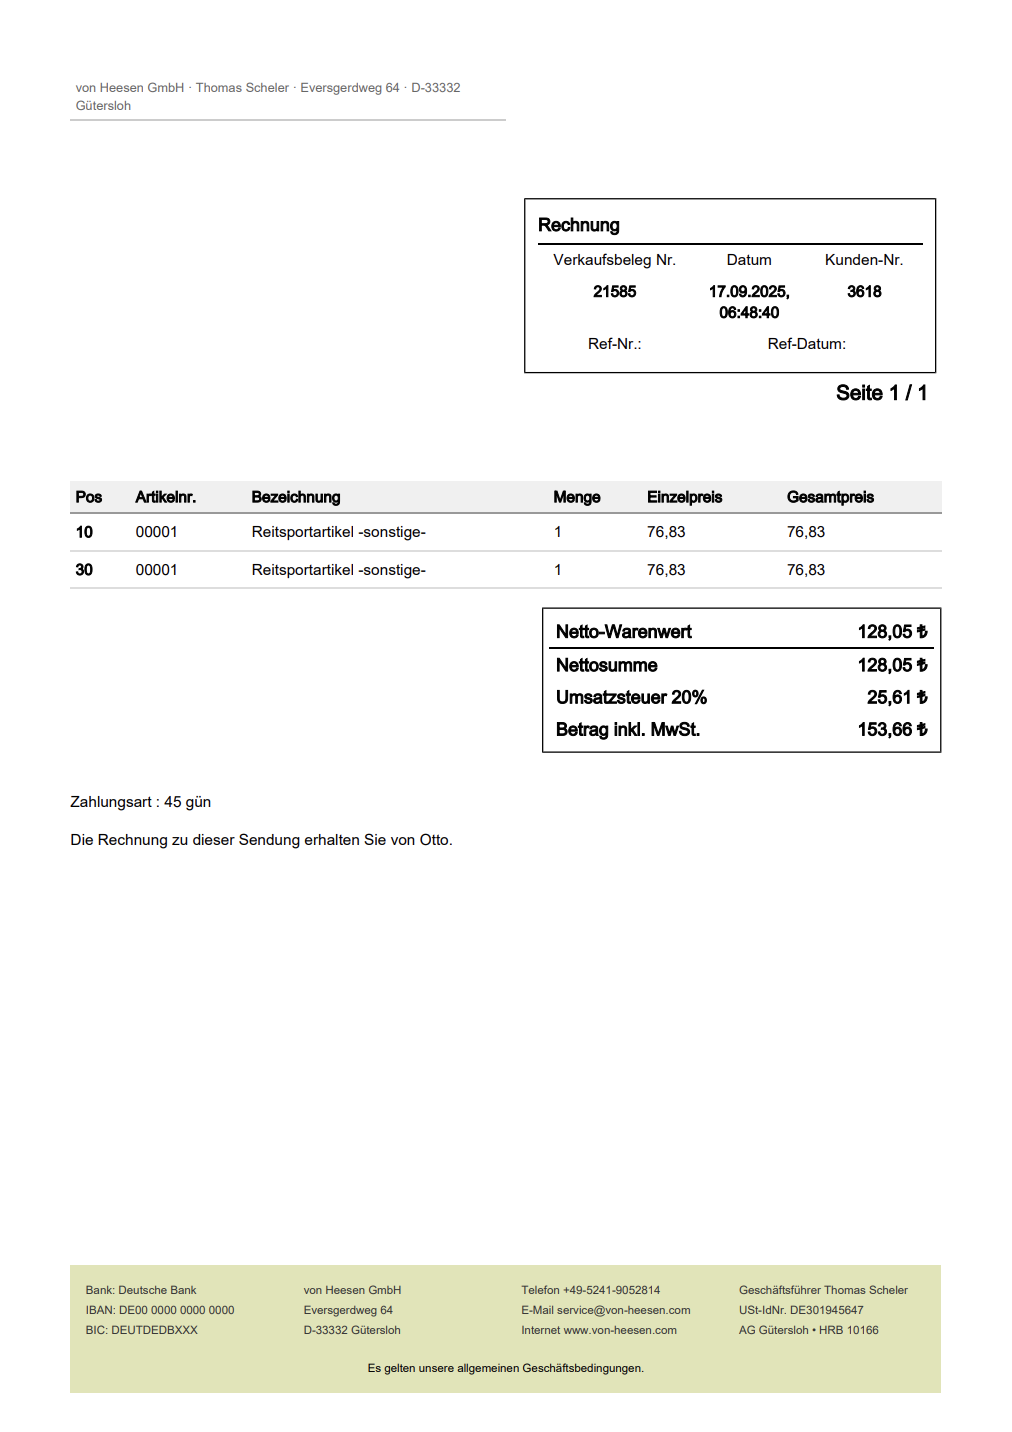 von Heesen GmbH · Thomas Scheler · Eversgerdweg 64 · D-33332
Gütersloh
Rechnung
Verkaufsbeleg Nr. Datum Kunden-Nr.
21585 17.09.2025, 3618
06:48:40
Ref-Nr.: Ref-Datum:
Seite 1 / 1
Pos Artikelnr. Bezeichnung Menge Einzelpreis Gesamtpreis
10 00001 Reitsportartikel -sonstige- 1 76,83 76,83
30 00001 Reitsportartikel -sonstige- 1 76,83 76,83
Netto-Warenwert 128,05 ₺
Nettosumme 128,05 ₺
Umsatzsteuer 20% 25,61 ₺
Betrag inkl. MwSt. 153,66 ₺
Zahlungsart : 45 gün
Die Rechnung zu dieser Sendung erhalten Sie von Otto.
Bank: Deutsche Bank von Heesen GmbH Telefon +49-5241-9052814 Geschäftsführer Thomas Scheler
IBAN: DE00 0000 0000 0000 Eversgerdweg 64 E-Mail service@von-heesen.com USt-IdNr. DE301945647
BIC: DEUTDEDBXXX D-33332 Gütersloh Internet www.von-heesen.com AG Gütersloh • HRB 10166
Es gelten unsere allgemeinen Geschäftsbedingungen.